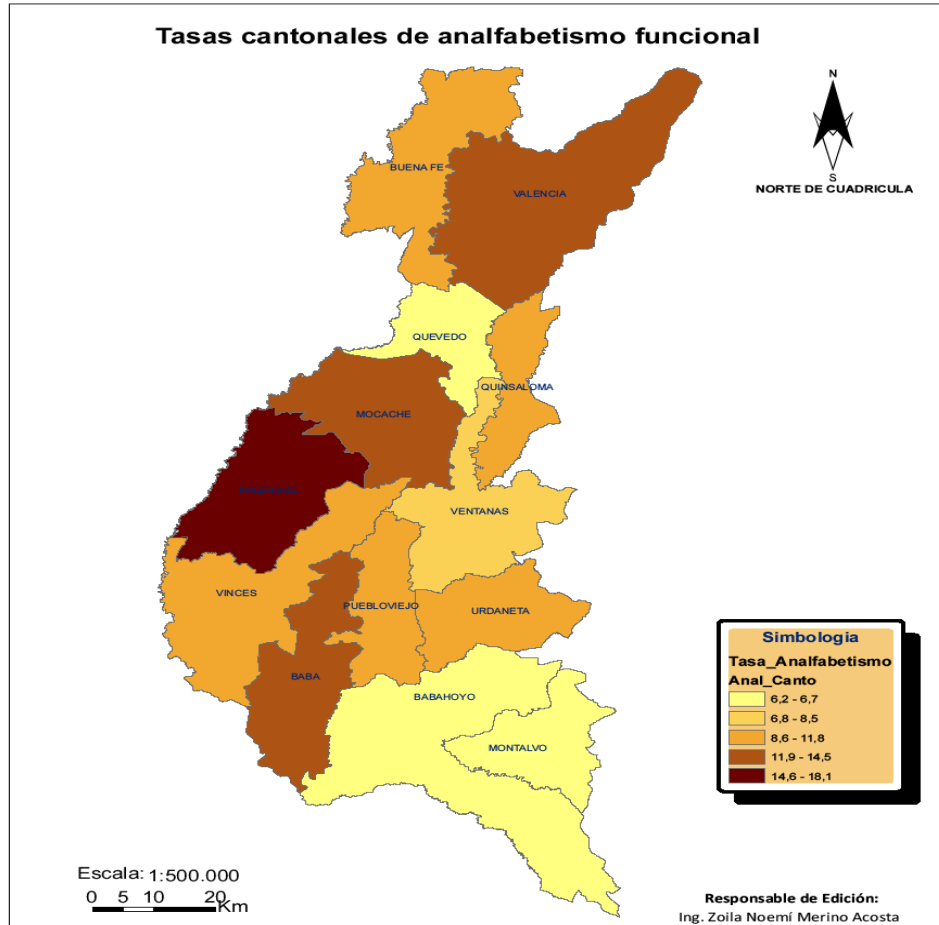 Tasas cantonales de analfabetismo funcional
N
S
NORTE DE CUADRICULA
BUENA FE
VALENCIA
QUEVEDO
QUINSALOMA
MOCACHE
PALENQUE
VENTANAS
VINCES
PUEBLOVIEJO
URDANETA
BABA
BABAHOYO
MONTALVO
Simbologia
Tasa_Analfabetismo
Anal_Canto
6,2 - 6,7
6,8 - 8,5
8,6 - 11,8
11,9 - 14,5
14,6 - 18,1
Escala: 1:500.000
0 5 10 20 Km
Responsable de Edición:
Ing. Zoila Noemí Merino Acosta